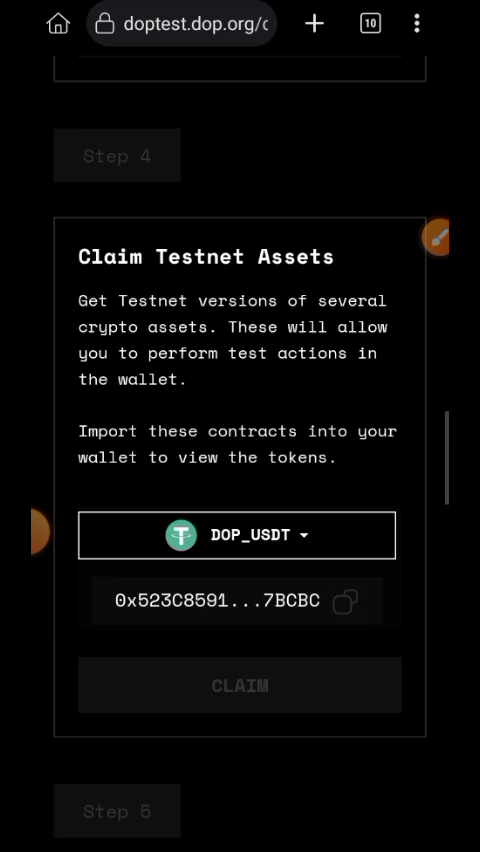 doptest.dop.org/c
10
Step 4
Claim Testnet Assets
Get Testnet versions of several
crypto assets. These will allow
you to perform test actions in
the wallet.
Import these contracts into your
wallet to view the tokens.
DOP_USDT
0x523C8591...7BCBC
CLAIM
Step 5